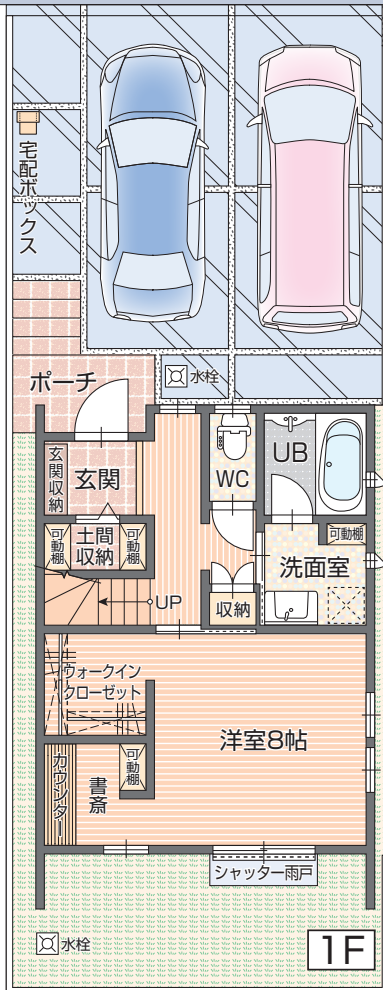 宅配ボックス
ポーチ
水栓
玄関収納
玄関
WC
UB
可動棚
土間
収納
可動棚
可動棚
洗面室
UP
収納
ウォークイン
クローゼット
洋室8帖
可動棚
書斎
カウンター
シャッター雨戸
水栓
1F